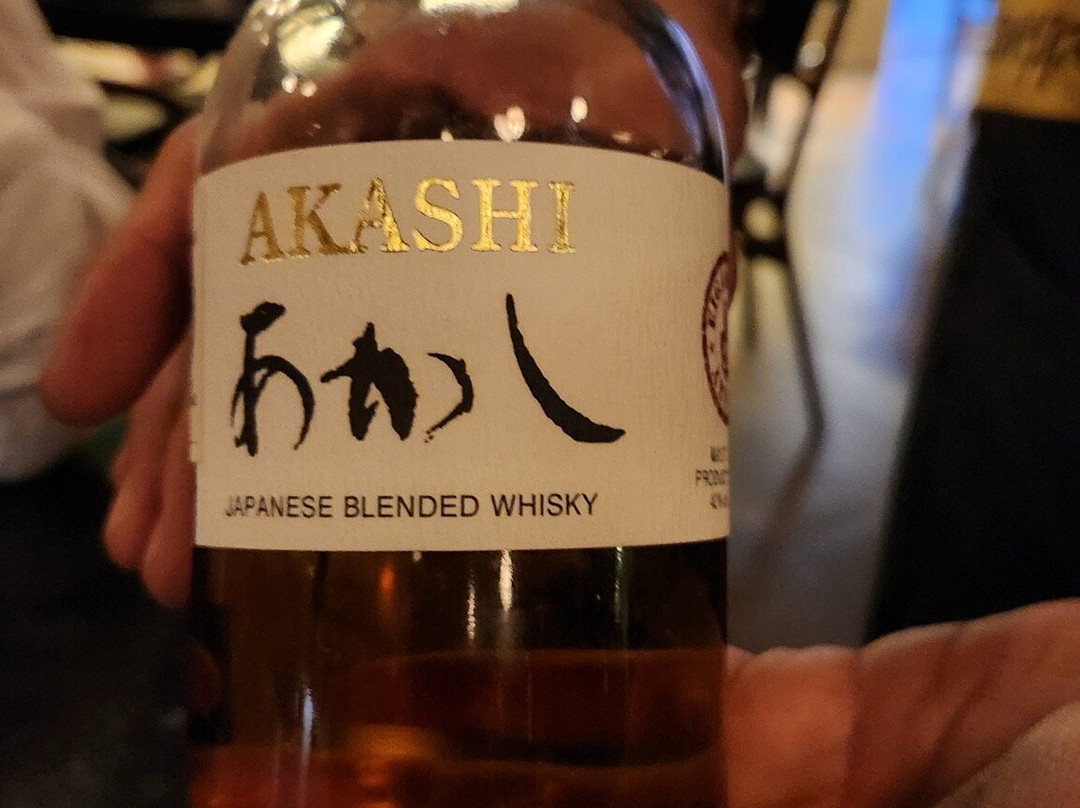 AKASHI
あかし
JAPANESE BLENDED WHISKY